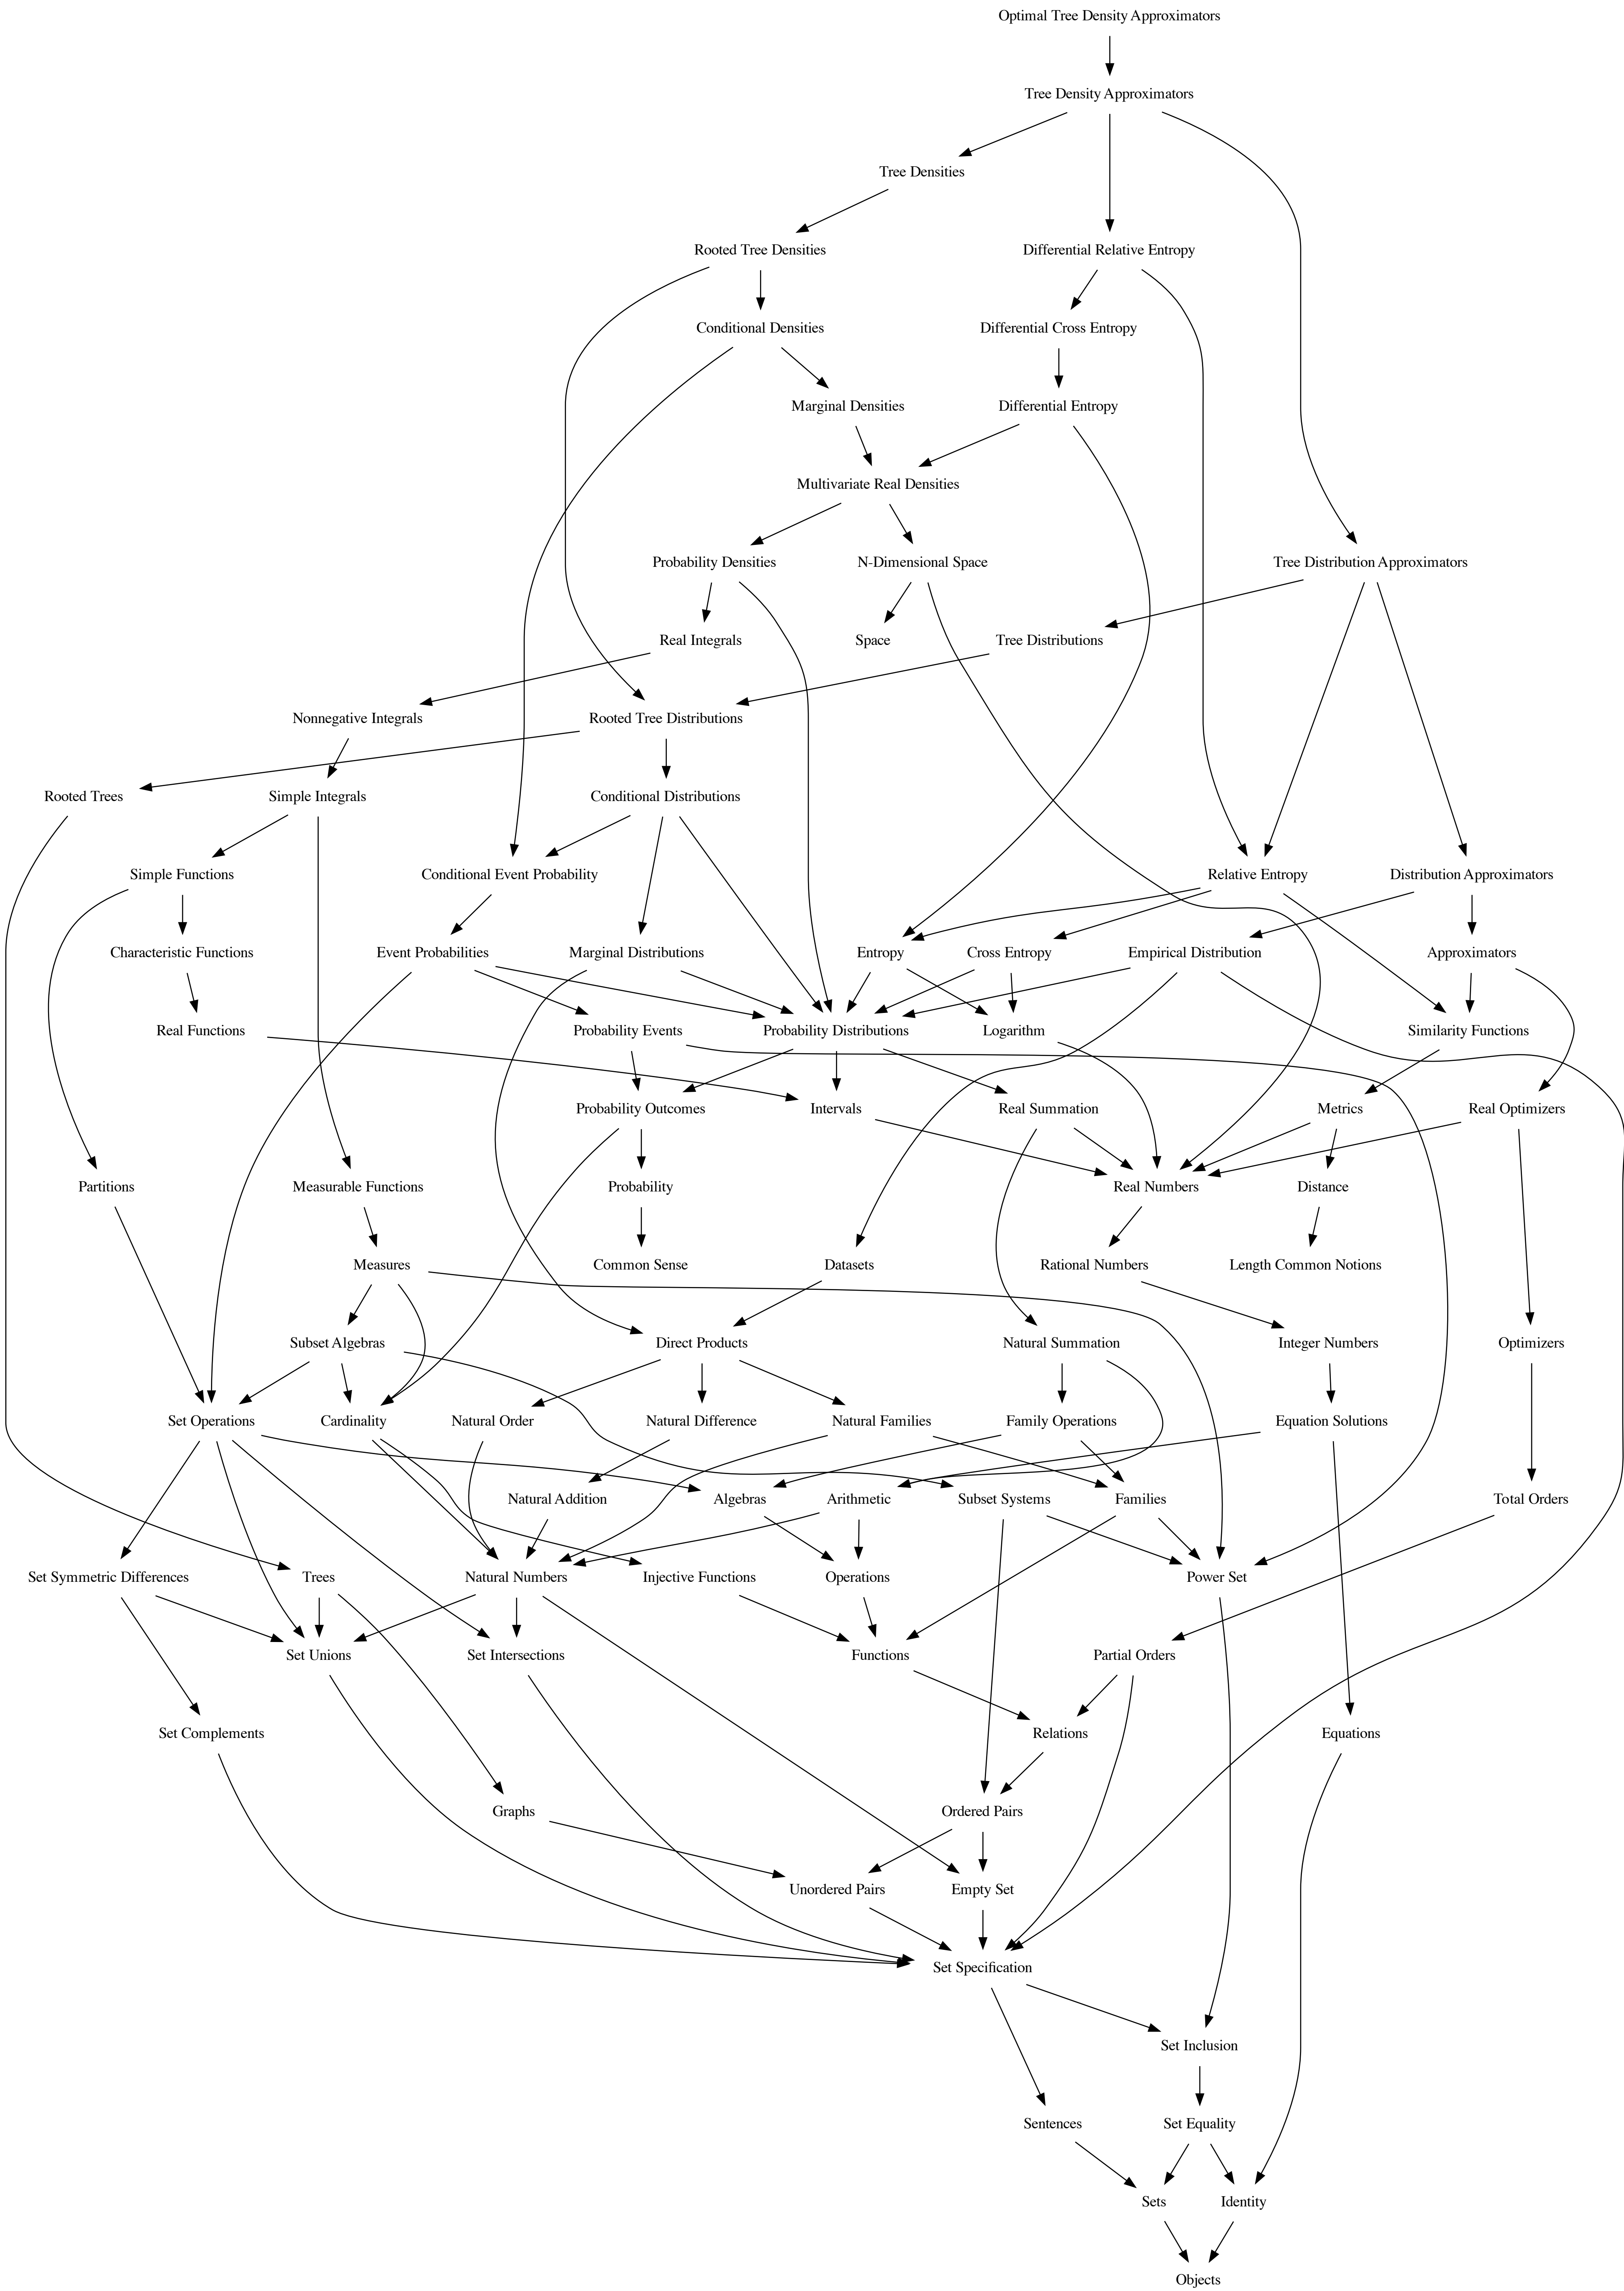 Optimal Tree Density Approximators
Tree Density Approximators
Tree Densities
Rooted Tree Densities
Differential Relative Entropy
Conditional Densities
Differential Cross Entropy
Marginal Densities
Differential Entropy
Multivariate Real Densities
Probability Densities
N-Dimensional Space
Tree Distribution Approximators
Real Integrals
Space
Tree Distributions
Nonnegative Integrals
Rooted Tree Distributions
Rooted Trees
Simple Integrals
Conditional Distributions
Simple Functions
Conditional Event Probability
Relative Entropy
Distribution Approximators
Characteristic Functions
Event Probabilities
Marginal Distributions
Entropy
Cross Entropy
Empirical Distribution
Approximators
Real Functions
Probability Events
Probability Distributions
Logarithm
Similarity Functions
Probability Outcomes
Intervals
Real Summation
Metrics
Real Optimizers
Partitions
Measurable Functions
Probability
Real Numbers
Distance
Measures
Common Sense
Datasets
Rational Numbers
Length Common Notions
Subset Algebras
Direct Products
Natural Summation
Integer Numbers
Optimizers
Set Operations
Cardinality
Natural Order
Natural Difference
Natural Families
Family Operations
Equation Solutions
Natural Addition
Algebras
Arithmetic
Subset Systems
Families
Total Orders
Set Symmetric Differences
Trees
Natural Numbers
Injective Functions
Operations
Power Set
Set Unions
Set Intersections
Functions
Partial Orders
Set Complements
Relations
Equations
Graphs
Ordered Pairs
Unordered Pairs
Empty Set
Set Specification
Set Inclusion
Sentences
Set Equality
Sets
Identity
Objects